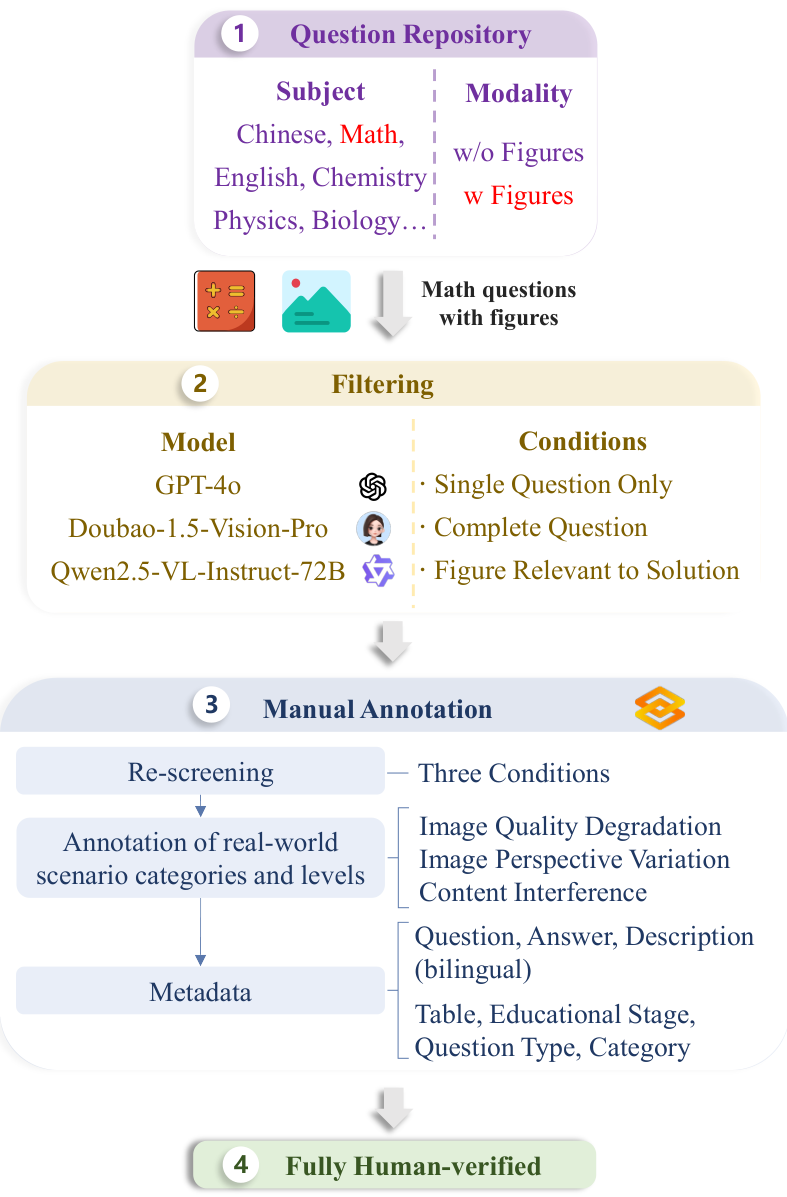 1 Question Repository
Subject
Chinese, Math,
English, Chemistry
Physics, Biology…
Modality
w/o Figures
w Figures
Math questions
with figures
2 Filtering
Model
GPT-4o
Doubao-1.5-Vision-Pro
Qwen2.5-VL-Instruct-72B
Conditions
· Single Question Only
· Complete Question
· Figure Relevant to Solution
3 Manual Annotation
Re-screening
Three Conditions
Annotation of real-world
scenario categories and levels
Image Quality Degradation
Image Perspective Variation
Content Interference
Metadata
Question, Answer, Description
(bilingual)
Table, Educational Stage,
Question Type, Category
4 Fully Human-verified